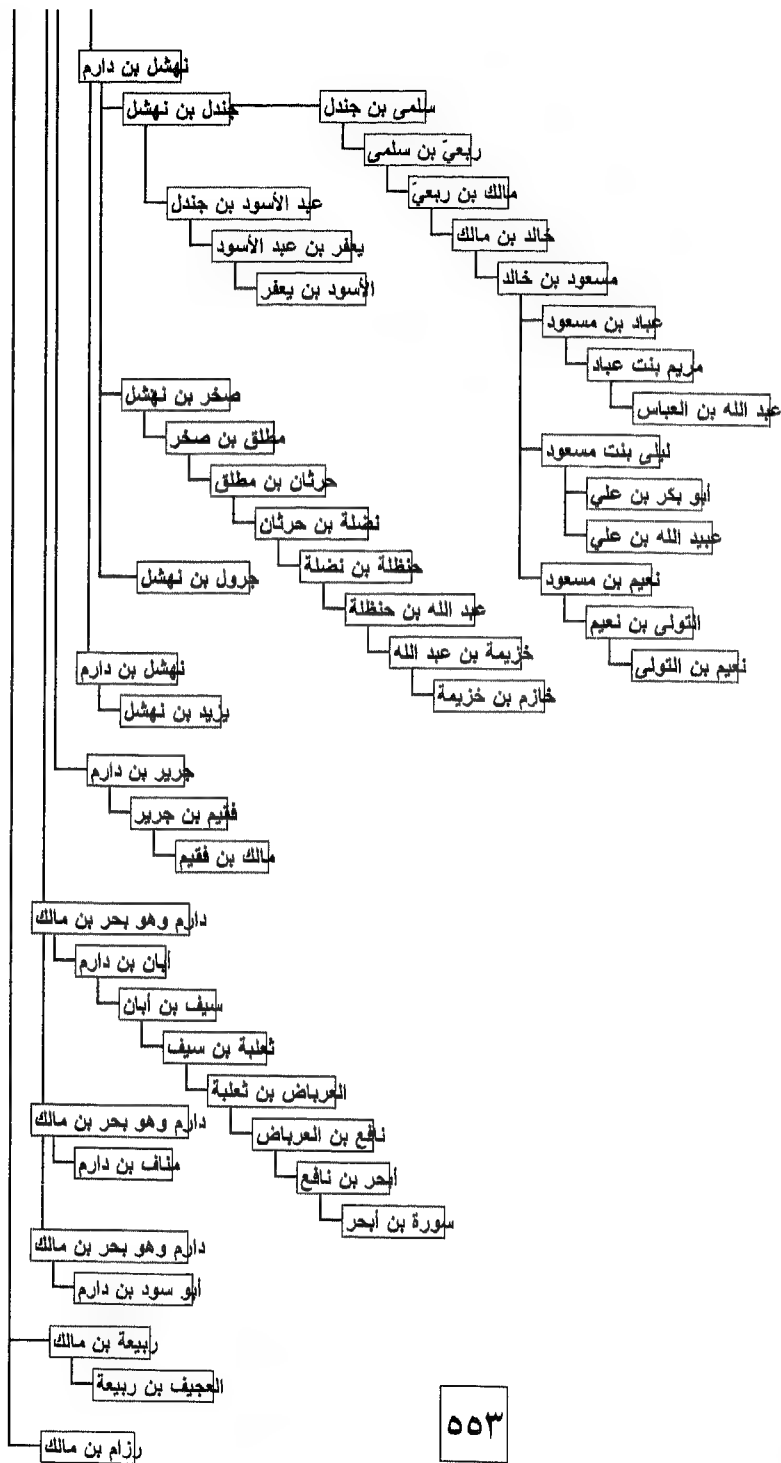 نهشل بن دارم
جندل بن نهشل
سلمى بن جندل
ربعيّ بن سلمى
مالك بن ربعيّ
عبد الأسود بن جندل
خالد بن مالك
يعفر بن عبد الأسود
مسعود بن خالد
الأسود بن يعفر
عباد بن مسعود
مريم بنت عباد
صخر بن نهشل
عبد الله بن العباس
مطلق بن صخر
ليلى بنت مسعود
حرثان بن مطلق
أبو بكر بن علي
نضلة بن حرثان
عبيد الله بن علي
حنظلة بن نضلة
جرول بن نهشل
نعيم بن مسعود
عبد الله بن حنظلة
التولى بن نعيم
خزيمة بن عبد الله
نهشل بن دارم
نعيم بن التولى
خازم بن خزيمة
يزيد بن نهشل
جرير بن دارم
فقيم بن جرير
مالك بن فقيم
دارم وهو بحر بن مالك
أبان بن دارم
سيف بن أبان
ثعلبة بن سيف
العرباض بن ثعلبة
دارم وهو بحر بن مالك
نافع بن العرباض
مناف بن دارم
أبحر بن نافع
سورة بن أبحر
دارم وهو بحر بن مالك
أبو سود بن دارم
ربيعة بن مالك
العجيف بن ربيعة
رزام بن مالك
٥٥٣